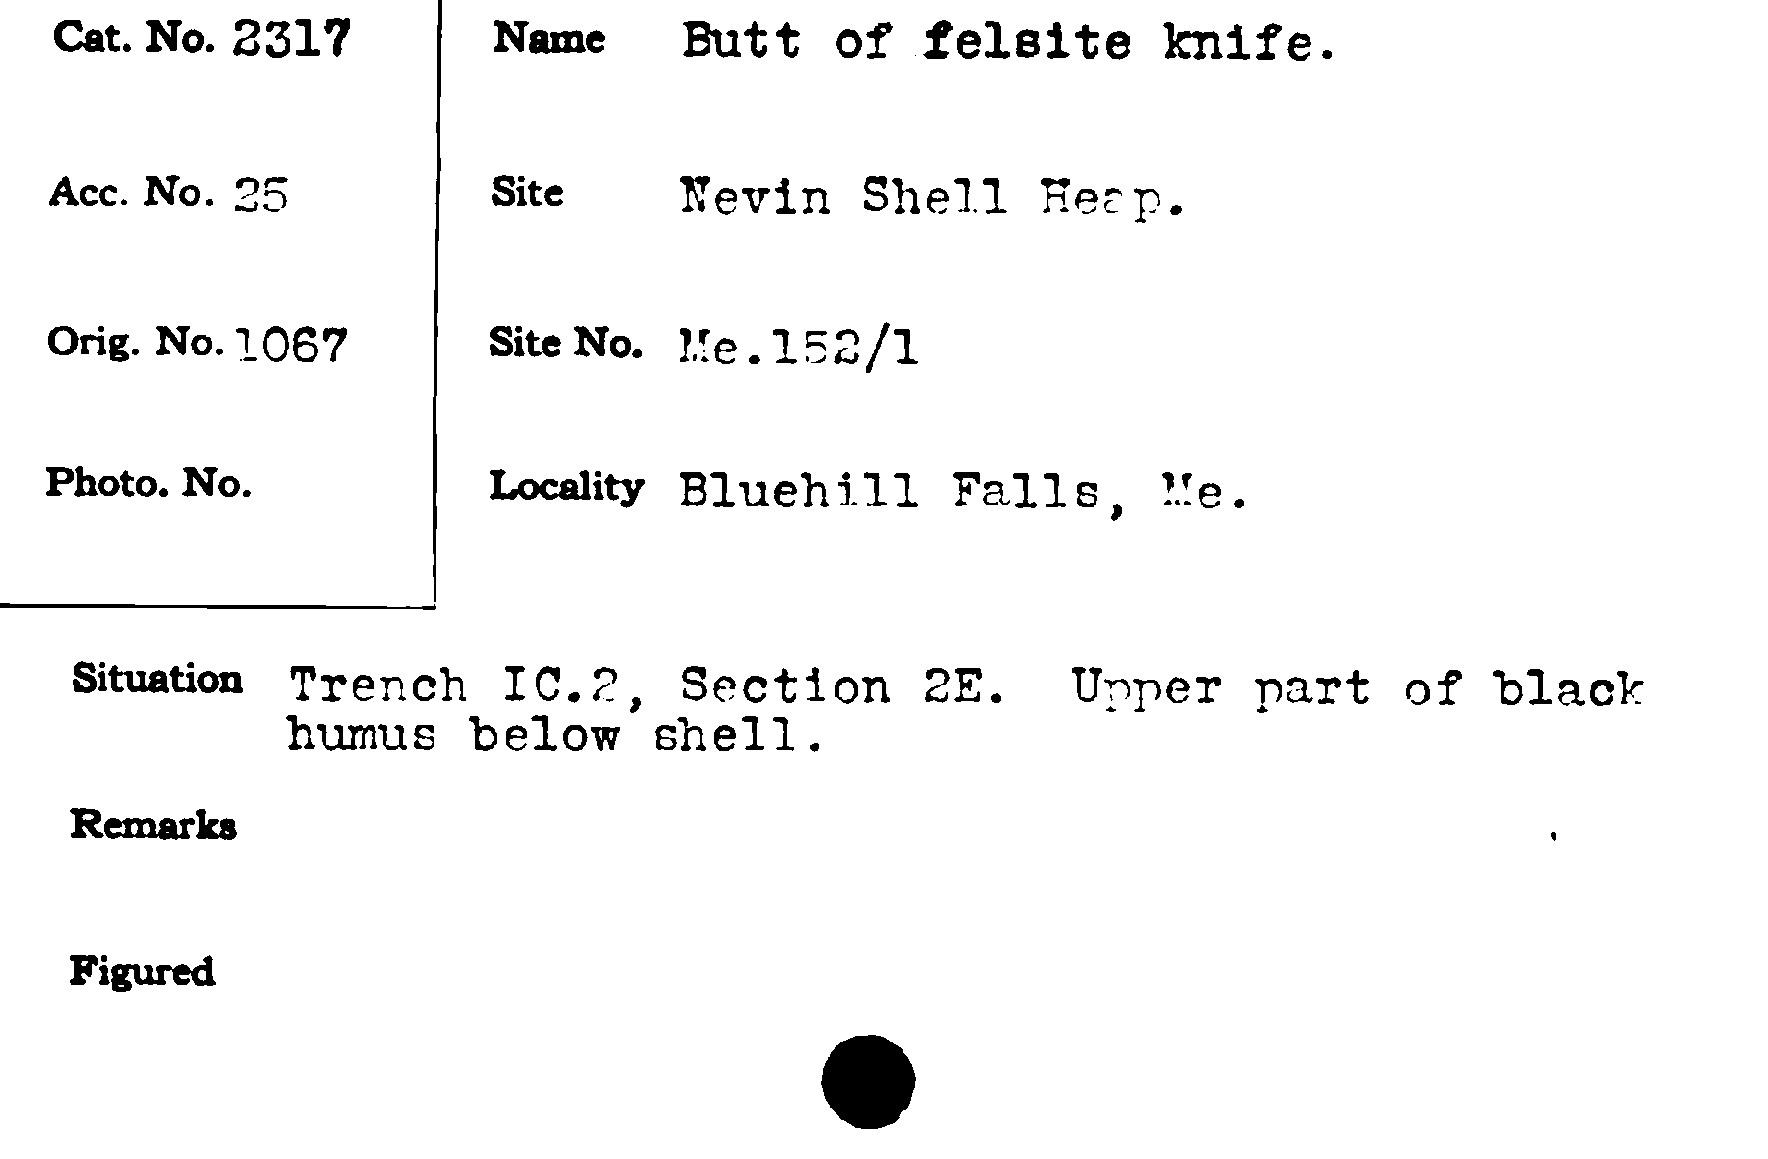 Cat. No. 2317
Name Butt of felsite knife.
Acc. No. 25
Site Nevin Shell Heap.
Orig. No. 1067
Site No. Me.152/1
Photo. No.
Locality Bluehill Falls, Me.
Situation Trench IC.2, Section 2E. Upper part of black
humus below shell.
Remarks
Figured